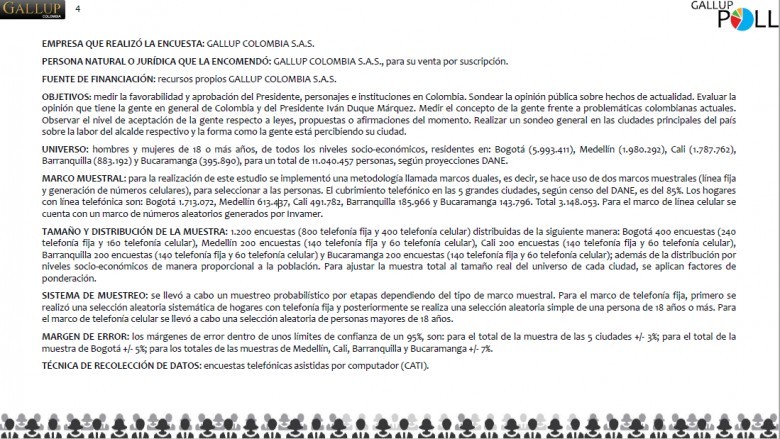 GALLUP
COLOMBIA
4
GALLUP
POLL
EMPRESA QUE REALIZÓ LA ENCUESTA: GALLUP COLOMBIA S.A.S.
PERSONA NATURAL O JURÍDICA QUE LA ENCOMENDÓ: GALLUP COLOMBIA S.A.S., para su venta por suscripción.
FUENTE DE FINANCIACIÓN: recursos propios GALLUP COLOMBIA S.A.S.
OBJETIVOS: medir la favorabilidad y aprobación del Presidente, personajes e instituciones en Colombia. Sondear la opinión pública sobre hechos de actualidad. Evaluar la
opinión que tiene la gente en general de Colombia y del Presidente Iván Duque Márquez. Medir el concepto de la gente frente a problemáticas colombianas actuales.
Observar el nivel de aceptación de la gente respecto a leyes, propuestas o afirmaciones del momento. Realizar un sondeo general en las ciudades principales del país
sobre la labor del alcalde respectivo y la forma como la gente está percibiendo su ciudad.
UNIVERSO: hombres y mujeres de 18 o más años, de todos los niveles socio-económicos, residentes en: Bogotá (5.993.411), Medellín (1.980.292), Cali (1.787.762),
Barranquilla (883.192) y Bucaramanga (395.890), para un total de 11.040.457 personas, según proyecciones DANE.
MARCO MUESTRAL: para la realización de este estudio se implementó una metodología llamada marcos duales, es decir, se hace uso de dos marcos muestrales (línea fija
y generación de números celulares), para seleccionar a las personas. El cubrimiento telefónico en las 5 grandes ciudades, según censo del DANE, es del 85%. Los hogares
con línea telefónica son: Bogotá 1.713.072, Medellín 613.437, Cali 491.782, Barranquilla 185.966 y Bucaramanga 143.796. Total 3.148.053. Para el marco de línea celular se
cuenta con un marco de números aleatorios generados por Invamer.
TAMAÑO Y DISTRIBUCIÓN DE LA MUESTRA: 1.200 encuestas (800 telefonía fija y 400 telefonía celular) distribuidas de la siguiente manera: Bogotá 400 encuestas (240
telefonía fija y 160 telefonía celular), Medellín 200 encuestas (140 telefonía fija y 60 telefonía celular), Cali 200 encuestas (140 telefonía fija y 60 telefonía celular),
Barranquilla 200 encuestas (140 telefonía fija y 60 telefonía celular) y Bucaramanga 200 encuestas (140 telefonía fija y 60 telefonía celular); además de la distribución por
niveles socio-económicos de manera proporcional a la población. Para ajustar la muestra total al tamaño real del universo de cada ciudad, se aplican factores de
ponderación.
SISTEMA DE MUESTREO: se llevó a cabo un muestreo probabilístico por etapas dependiendo del tipo de marco muestral. Para el marco de telefonía fija, primero se
realizó una selección aleatoria sistemática de hogares con telefonía fija y posteriormente se realiza una selección aleatoria simple de una persona de 18 años o más. Para
el marco de telefonía celular se llevó a cabo una selección aleatoria de personas mayores de 18 años.
MARGEN DE ERROR: los márgenes de error dentro de unos límites de confianza de un 95%, son: para el total de la muestra de las 5 ciudades +/- 3%; para el total de la
muestra de Bogotá +/- 5%; para los totales de las muestras de Medellín, Cali, Barranquilla y Bucaramanga +/- 7%.
TÉCNICA DE RECOLECCIÓN DE DATOS: encuestas telefónicas asistidas por computador (CATI).